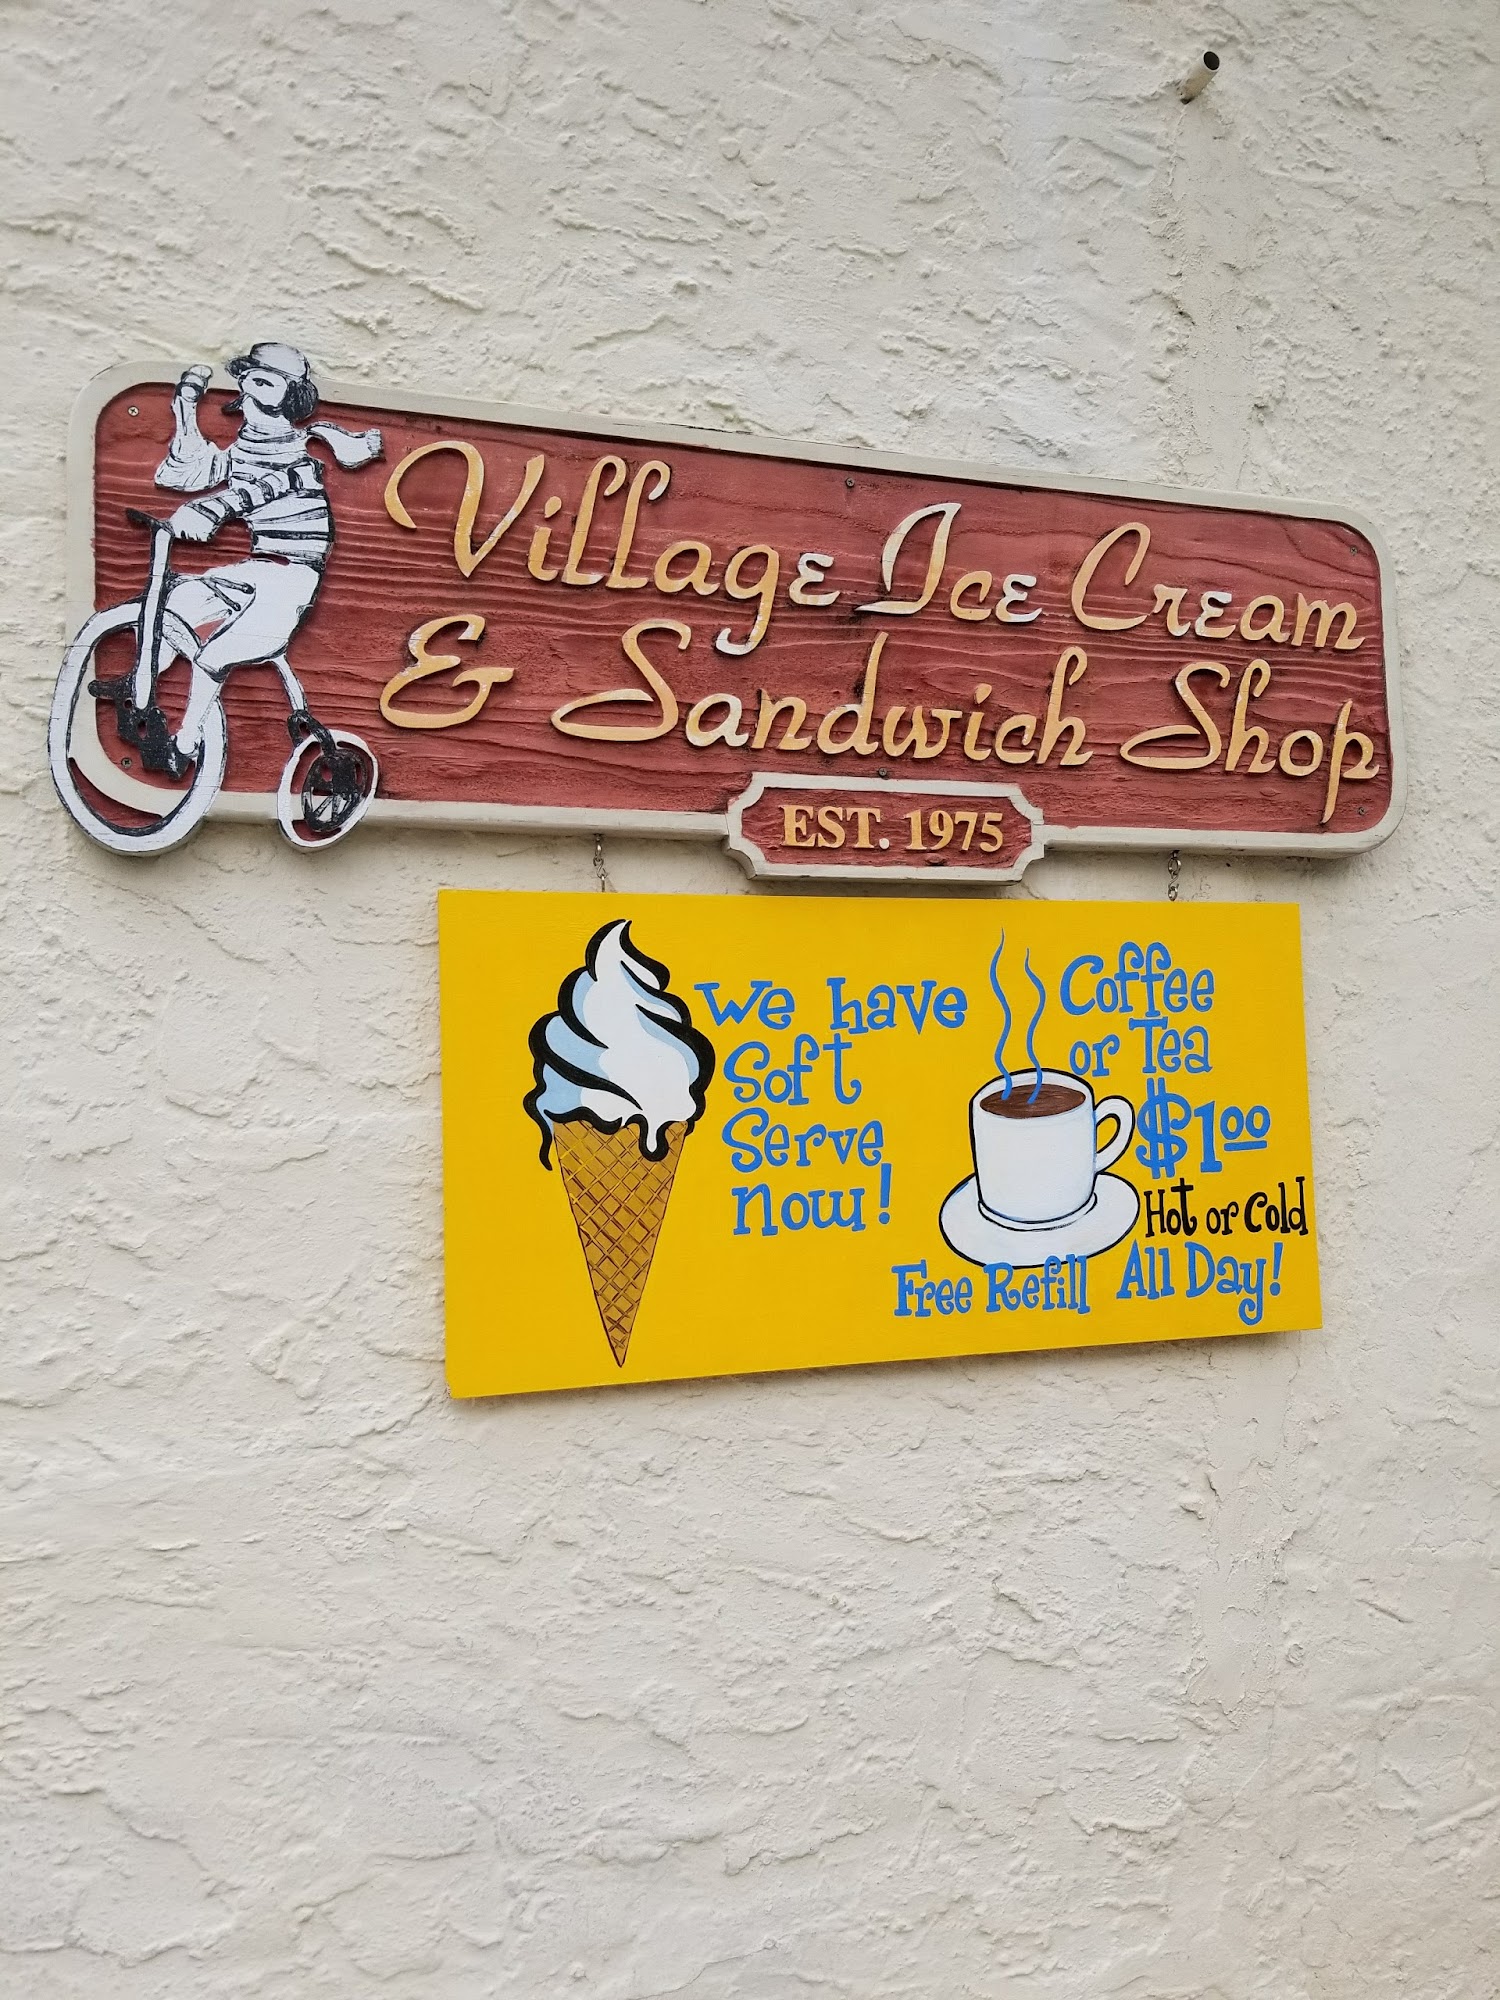 Village Ice Cream
& Sandwich Shop
EST. 1975
We have
Soft
Serve
now!
Coffee
or Tea
$1.00
Hot or Cold
Free Refill All Day!